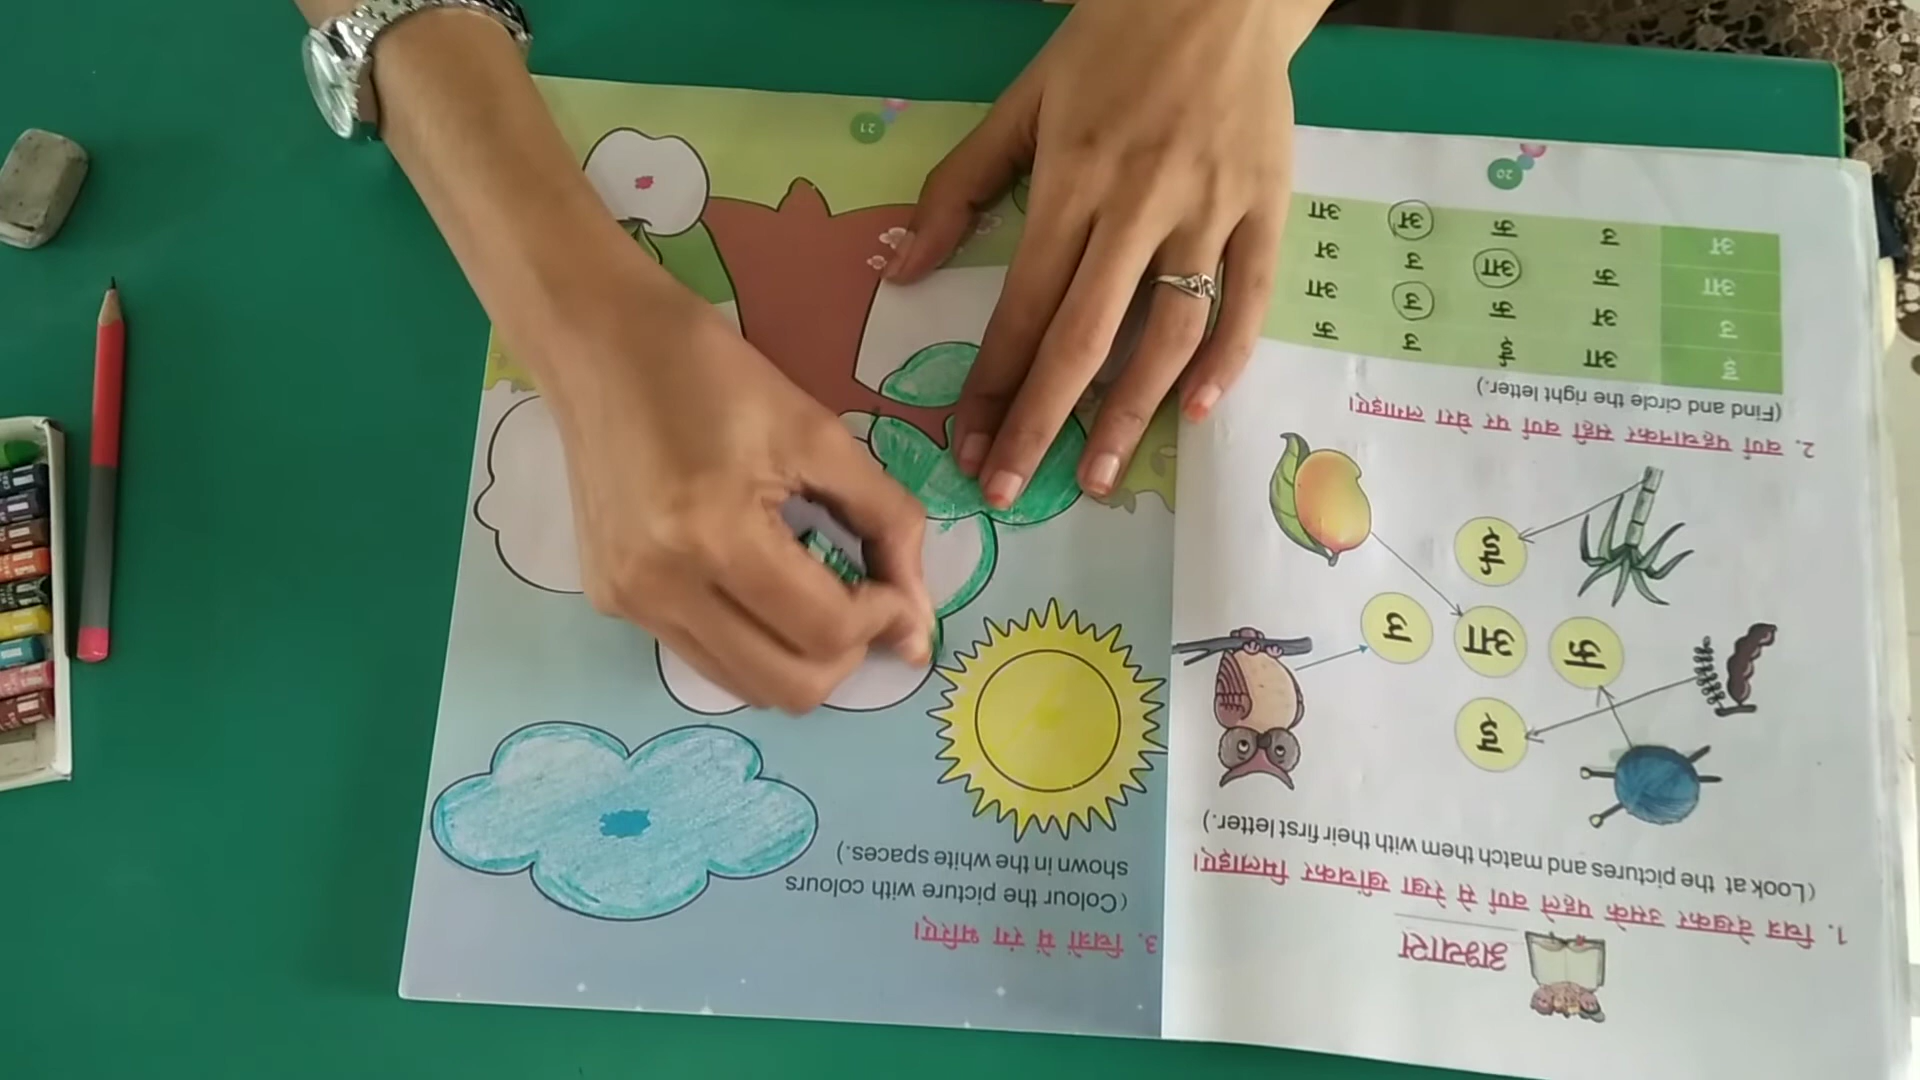 अभ्यास
1. चित्र देखकर उसके पहले वर्ण से रेखा खींचकर मिलाइए।
(Look at the pictures and match them with their first letter.)
इ
ऊ आ उ
ई
2. वर्ण पहचानकर सही वर्ण पर घेरा लगाइए।
(Find and circle the right letter.)
ई आ ई उ ऊ
उ अ ऊ उ आ
आ ऊ आ उ अ
अ उ ऊ अ आ
20
3. चित्रों में रंग भरिए।
(Colour the picture with colours
shown in the white spaces.)
21